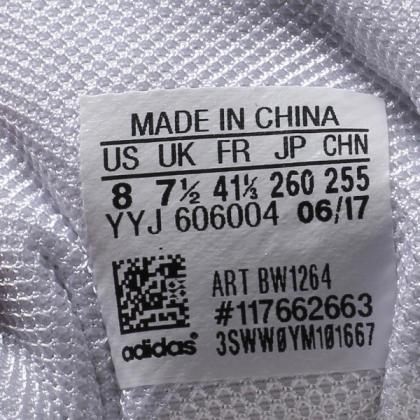 MADE IN CHINA
US UK FR JP CHN
8 7½ 41⅓ 260 255
YYJ 606004 06/17
ART BW1264
#117662663
adidas 3SWW0YM101667